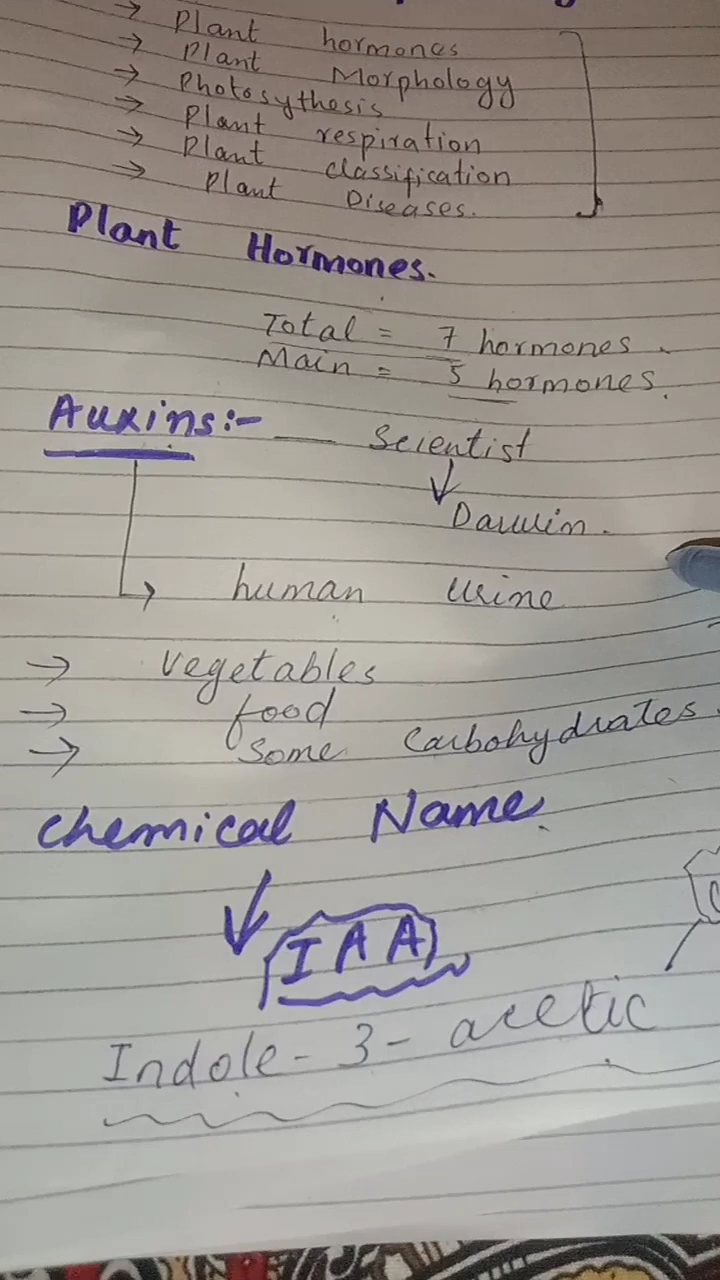 → Plant hormones
→ Plant Morphology
→ Photosythesis
→ Plant respiration
→ Plant classification
→ Plant Diseases.
Plant Hormones.
Total = 7 hormones.
Main = 5 hormones.
Auxins:- — Scientist
↓
Darwin.
→ human urine
→ vegetables
→ food
→ Some Carbohydrates.
Chemical Name
↓ IAA
Indole-3-acetic